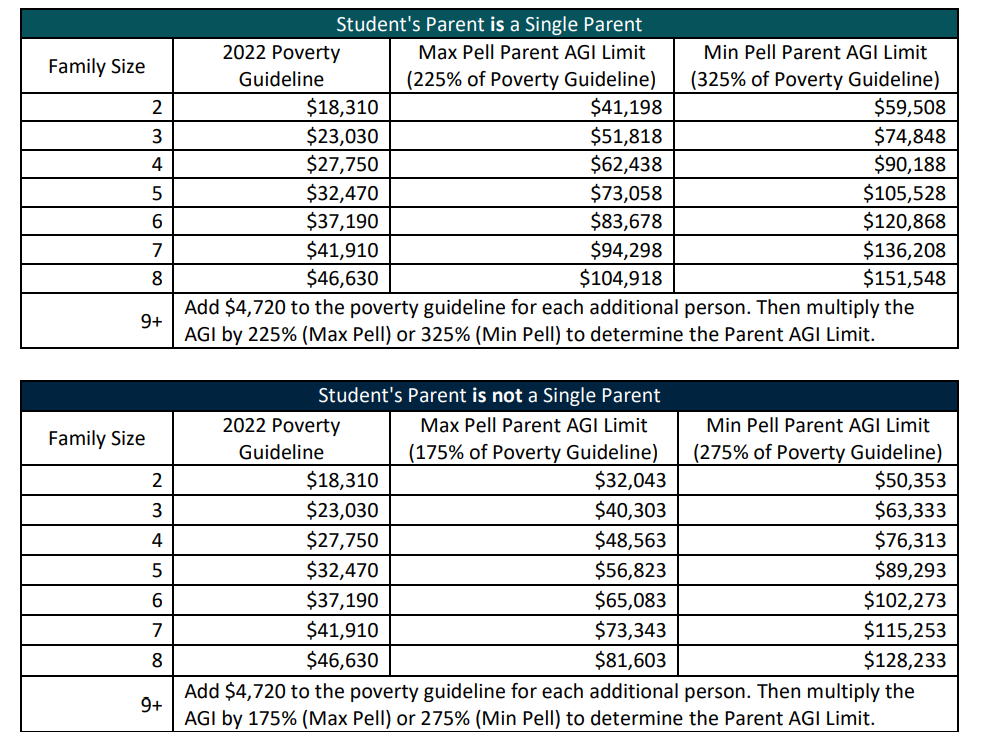 Student's Parent is a Single Parent
Family Size
2022 Poverty
Guideline
Max Pell Parent AGI Limit
(225% of Poverty Guideline)
Min Pell Parent AGI Limit
(325% of Poverty Guideline)
2 $18,310 $41,198 $59,508
3 $23,030 $51,818 $74,848
4 $27,750 $62,438 $90,188
5 $32,470 $73,058 $105,528
6 $37,190 $83,678 $120,868
7 $41,910 $94,298 $136,208
8 $46,630 $104,918 $151,548
9+
Add $4,720 to the poverty guideline for each additional person. Then multiply the
AGI by 225% (Max Pell) or 325% (Min Pell) to determine the Parent AGI Limit.
Student's Parent is not a Single Parent
Family Size
2022 Poverty
Guideline
Max Pell Parent AGI Limit
(175% of Poverty Guideline)
Min Pell Parent AGI Limit
(275% of Poverty Guideline)
2 $18,310 $32,043 $50,353
3 $23,030 $40,303 $63,333
4 $27,750 $48,563 $76,313
5 $32,470 $56,823 $89,293
6 $37,190 $65,083 $102,273
7 $41,910 $73,343 $115,253
8 $46,630 $81,603 $128,233
9+
Add $4,720 to the poverty guideline for each additional person. Then multiply the
AGI by 175% (Max Pell) or 275% (Min Pell) to determine the Parent AGI Limit.